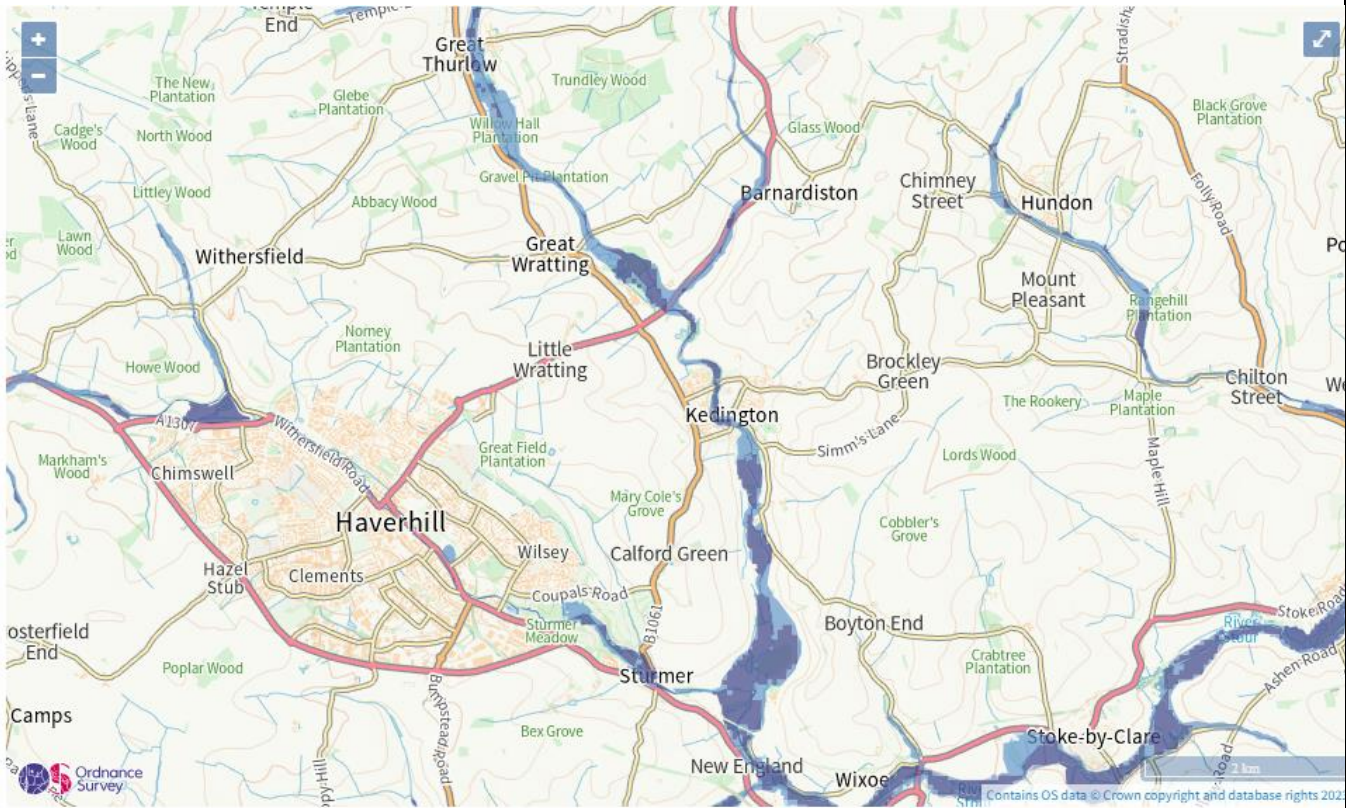 +
−
Temple
End
Temple
Great
Thurlow
The New
Plantation
Glebe
Plantation
Trundley Wood
Stradish
Black Grove
Plantation
Cadge's
Wood
North Wood
Willow Hall
Plantation
Glass Wood
Gravel Pit Plantation
Littley Wood
Abbacy Wood
Barnardiston
Chimney
Street
Hundon
Folly Road
Lawn
Wood
Withersfield
Great
Wratting
Mount
Pleasant
Rangehill
Plantation
Norney
Plantation
Howe Wood
Little
Wratting
Brockley
Green
Chilton
Street
The Rookery
Maple
Plantation
Kedington
A1307
Withersfield Road
Simm's Lane
Great Field
Plantation
Lords Wood
Maple Hill
Markham's
Wood
Chimswell
Mary Cole's
Grove
Haverhill
Cobbler's
Grove
Wilsey
Calford Green
Hazel
Stub
Clements
Coupals Road
B1061
Stoke Road
River
Stour
osterfield
End
Sturmer
Meadow
Boyton End
Poplar Wood
Sturmer
Crabtree
Plantation
Ashen Road
Camps
Bumpstead Road
Bex Grove
Stoke-by-Clare
New England
Wixoe
Road
2 km
Ordnance
Survey
Contains OS data © Crown copyright and database rights 202